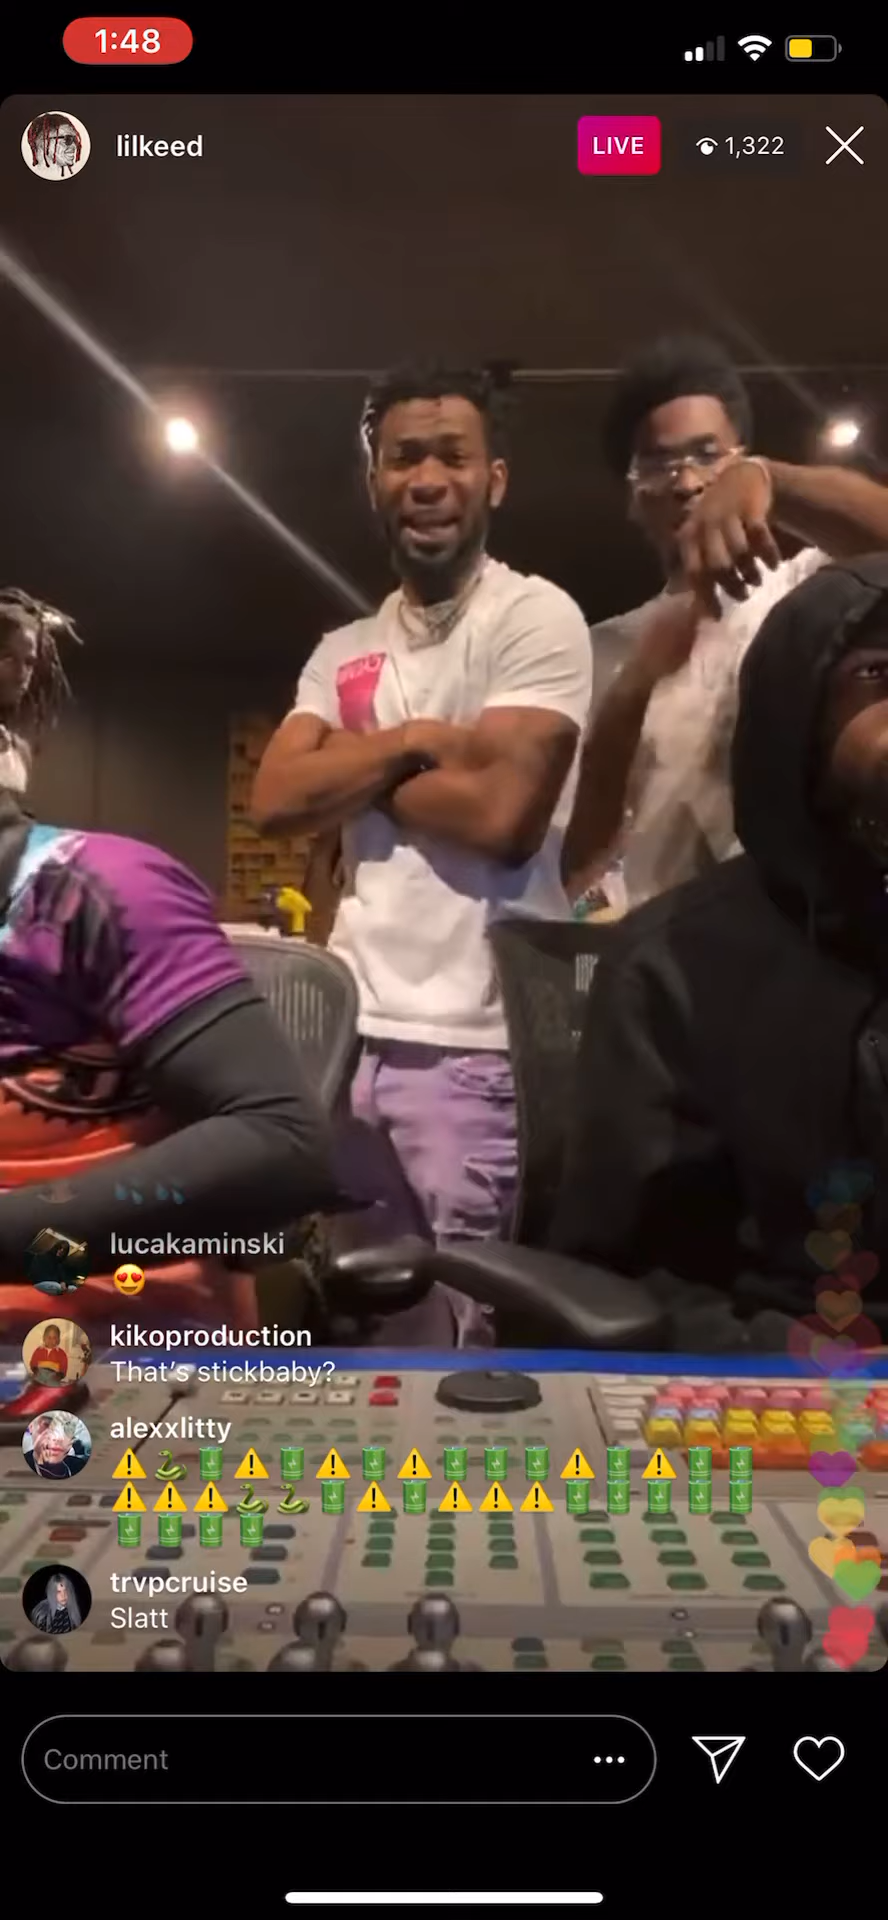 1:48
lilkeed
LIVE
1,322
lucakaminski
😍
kikoproduction
That's stickbaby?
alexxlitty
⚠️🐍🔋⚠️🔋⚠️🔋⚠️🔋🔋🔋⚠️🔋⚠️🔋🔋
⚠️⚠️⚠️🐍🐍🔋⚠️🔋⚠️⚠️⚠️🔋🔋🔋🔋🔋
🔋🔋🔋🔋
trvpcruise
Slatt
Comment